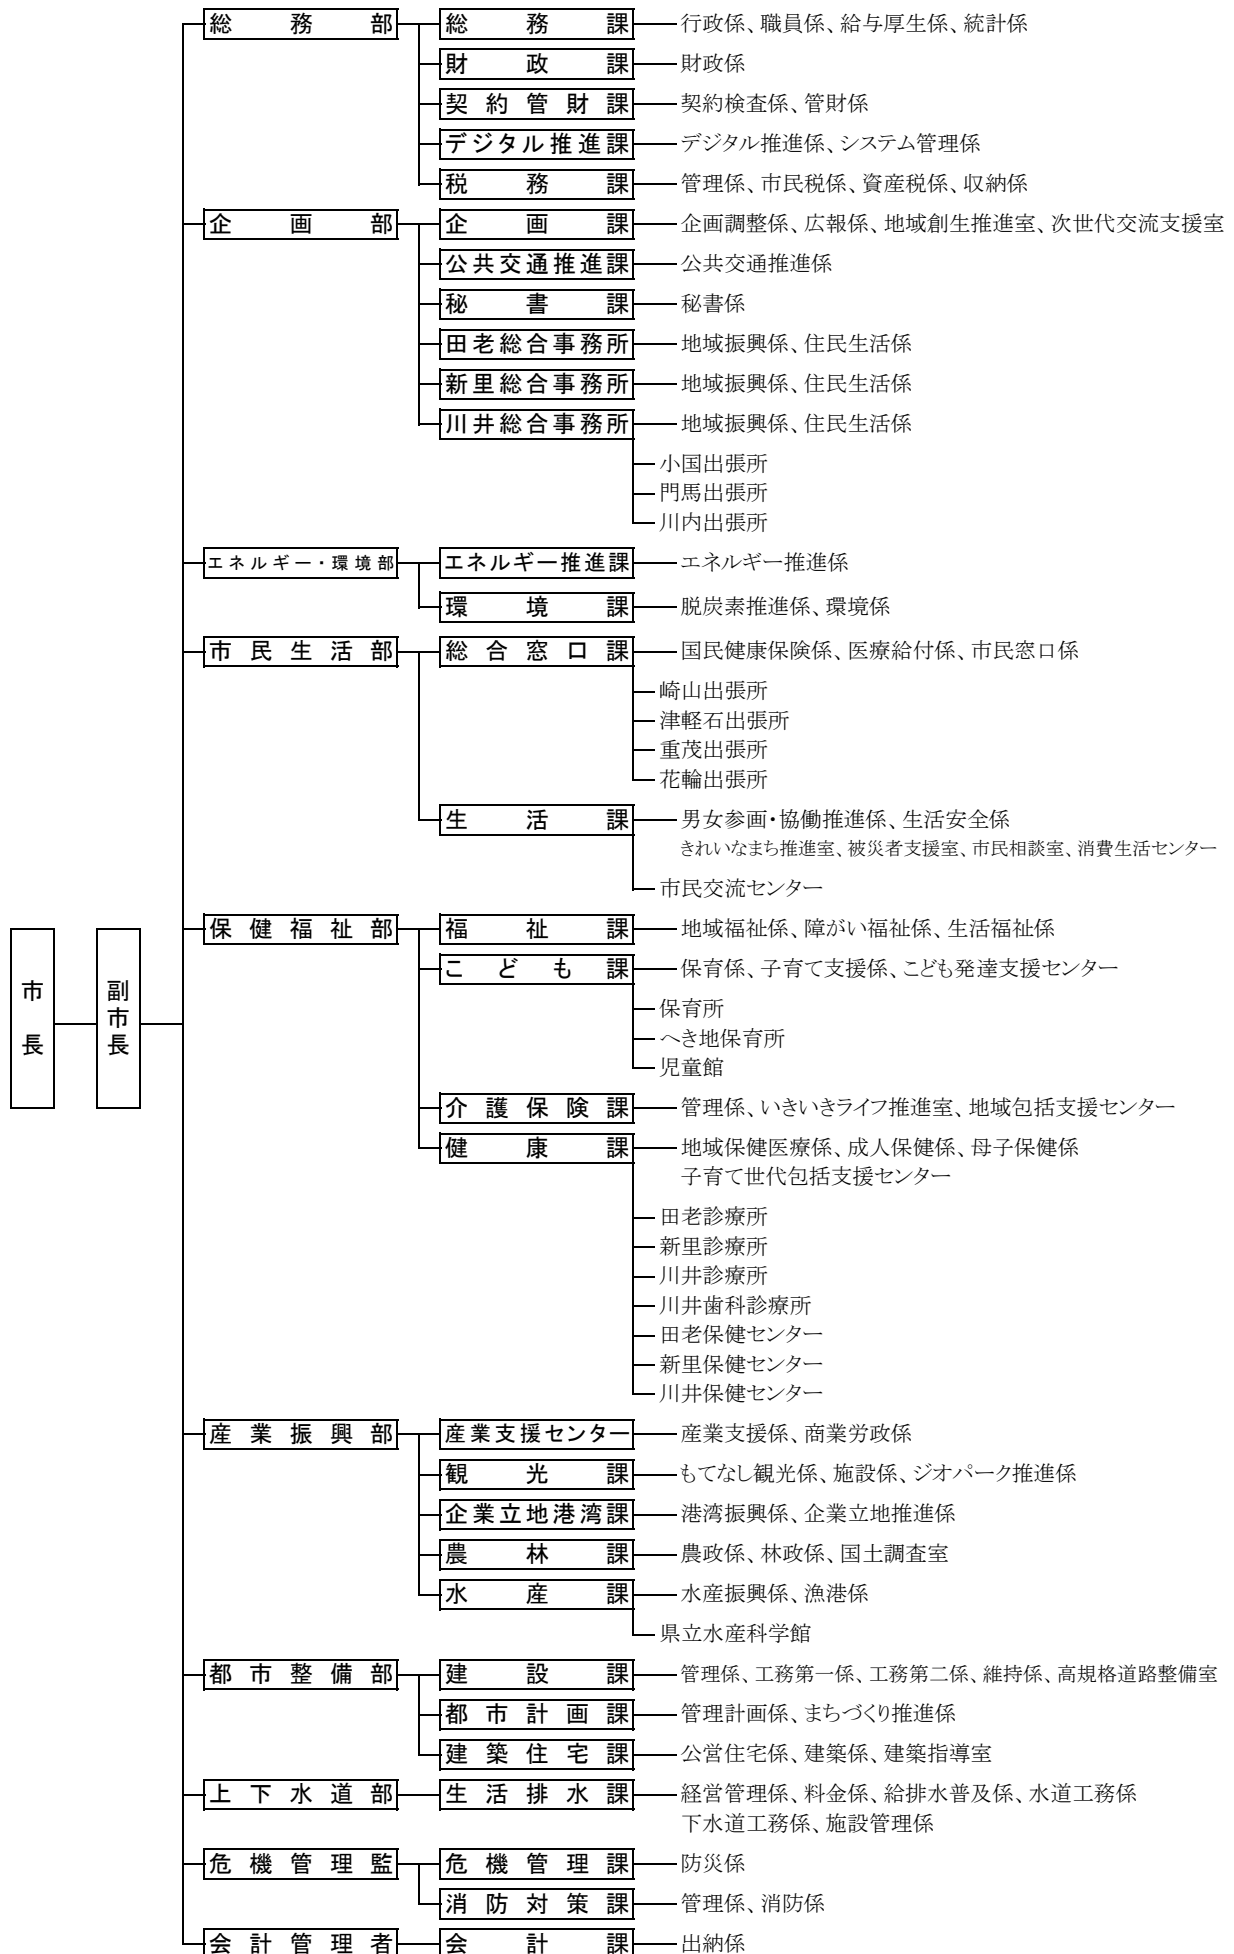 総務部 総務課 行政係、職員係、給与厚生係、統計係
財政課 財政係
契約管財課 契約検査係、管財係
デジタル推進課 デジタル推進係、システム管理係
税務課 管理係、市民税係、資産税係、収納係
企画部 企画課 企画調整係、広報係、地域創生推進室、次世代交流支援室
公共交通推進課 公共交通推進係
秘書課 秘書係
田老総合事務所 地域振興係、住民生活係
新里総合事務所 地域振興係、住民生活係
川井総合事務所 地域振興係、住民生活係
小国出張所
門馬出張所
川内出張所
エネルギー・環境部 エネルギー推進課 エネルギー推進係
環境課 脱炭素推進係、環境係
市民生活部 総合窓口課 国民健康保険係、医療給付係、市民窓口係
崎山出張所
津軽石出張所
重茂出張所
花輪出張所
生活課 男女参画・協働推進係、生活安全係
きれいなまち推進室、被災者支援室、市民相談室、消費生活センター
市民交流センター
市長 副市長
保健福祉部 福祉課 地域福祉係、障がい福祉係、生活福祉係
こども課 保育係、子育て支援係、こども発達支援センター
保育所
へき地保育所
児童館
介護保険課 管理係、いきいきライフ推進室、地域包括支援センター
健康課 地域保健医療係、成人保健係、母子保健係
子育て世代包括支援センター
田老診療所
新里診療所
川井診療所
川井歯科診療所
田老保健センター
新里保健センター
川井保健センター
産業振興部 産業支援センター 産業支援係、商業労政係
観光課 もてなし観光係、施設係、ジオパーク推進係
企業立地港湾課 港湾振興係、企業立地推進係
農林課 農政係、林政係、国土調査室
水産課 水産振興係、漁港係
県立水産科学館
都市整備部 建設課 管理係、工務第一係、工務第二係、維持係、高規格道路整備室
都市計画課 管理計画係、まちづくり推進係
建築住宅課 公営住宅係、建築係、建築指導室
上下水道部 生活排水課 経営管理係、料金係、給排水普及係、水道工務係
下水道工務係、施設管理係
危機管理監 危機管理課 防災係
消防対策課 管理係、消防係
会計管理者 会計課 出納係